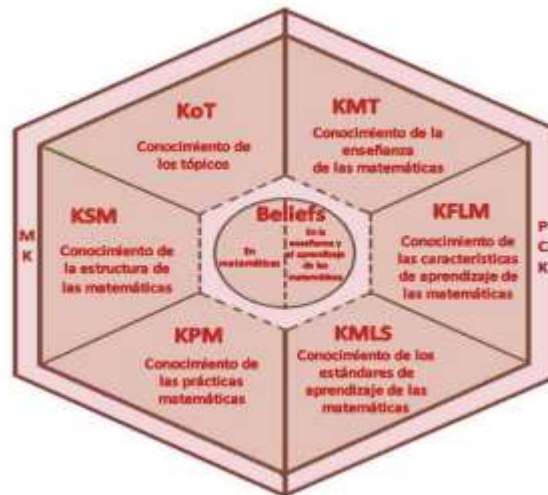 KoT
Conocimiento de
los tópicos
KMT
Conocimiento de la
enseñanza
de las matemáticas
MK
KSM
Conocimiento de
la estructura de
las matemáticas
Beliefs
En
matemáticas
En la
enseñanza y
el aprendizaje
de las
matemáticas
KFLM
Conocimiento de
las características
de aprendizaje de
las matemáticas
PCK
KPM
Conocimiento de
las prácticas
matemáticas
KMLS
Conocimiento de los
estándares de
aprendizaje de las
matemáticas